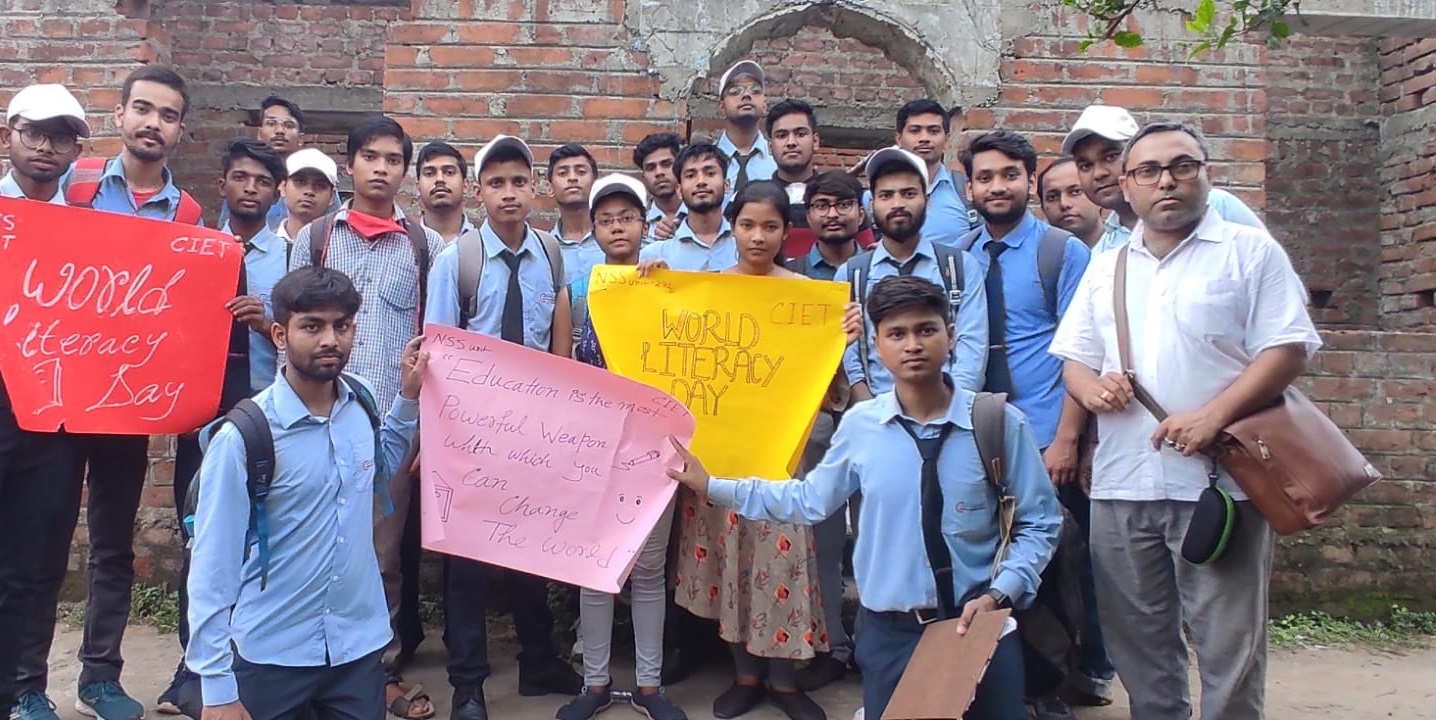 CIET
World
Literacy
Day
NSS unit
"Education is the most
CIET
Powerful Weapon
with which you
Can
Change
The World"
NSS unit
CIET
WORLD
LITERACY
DAY